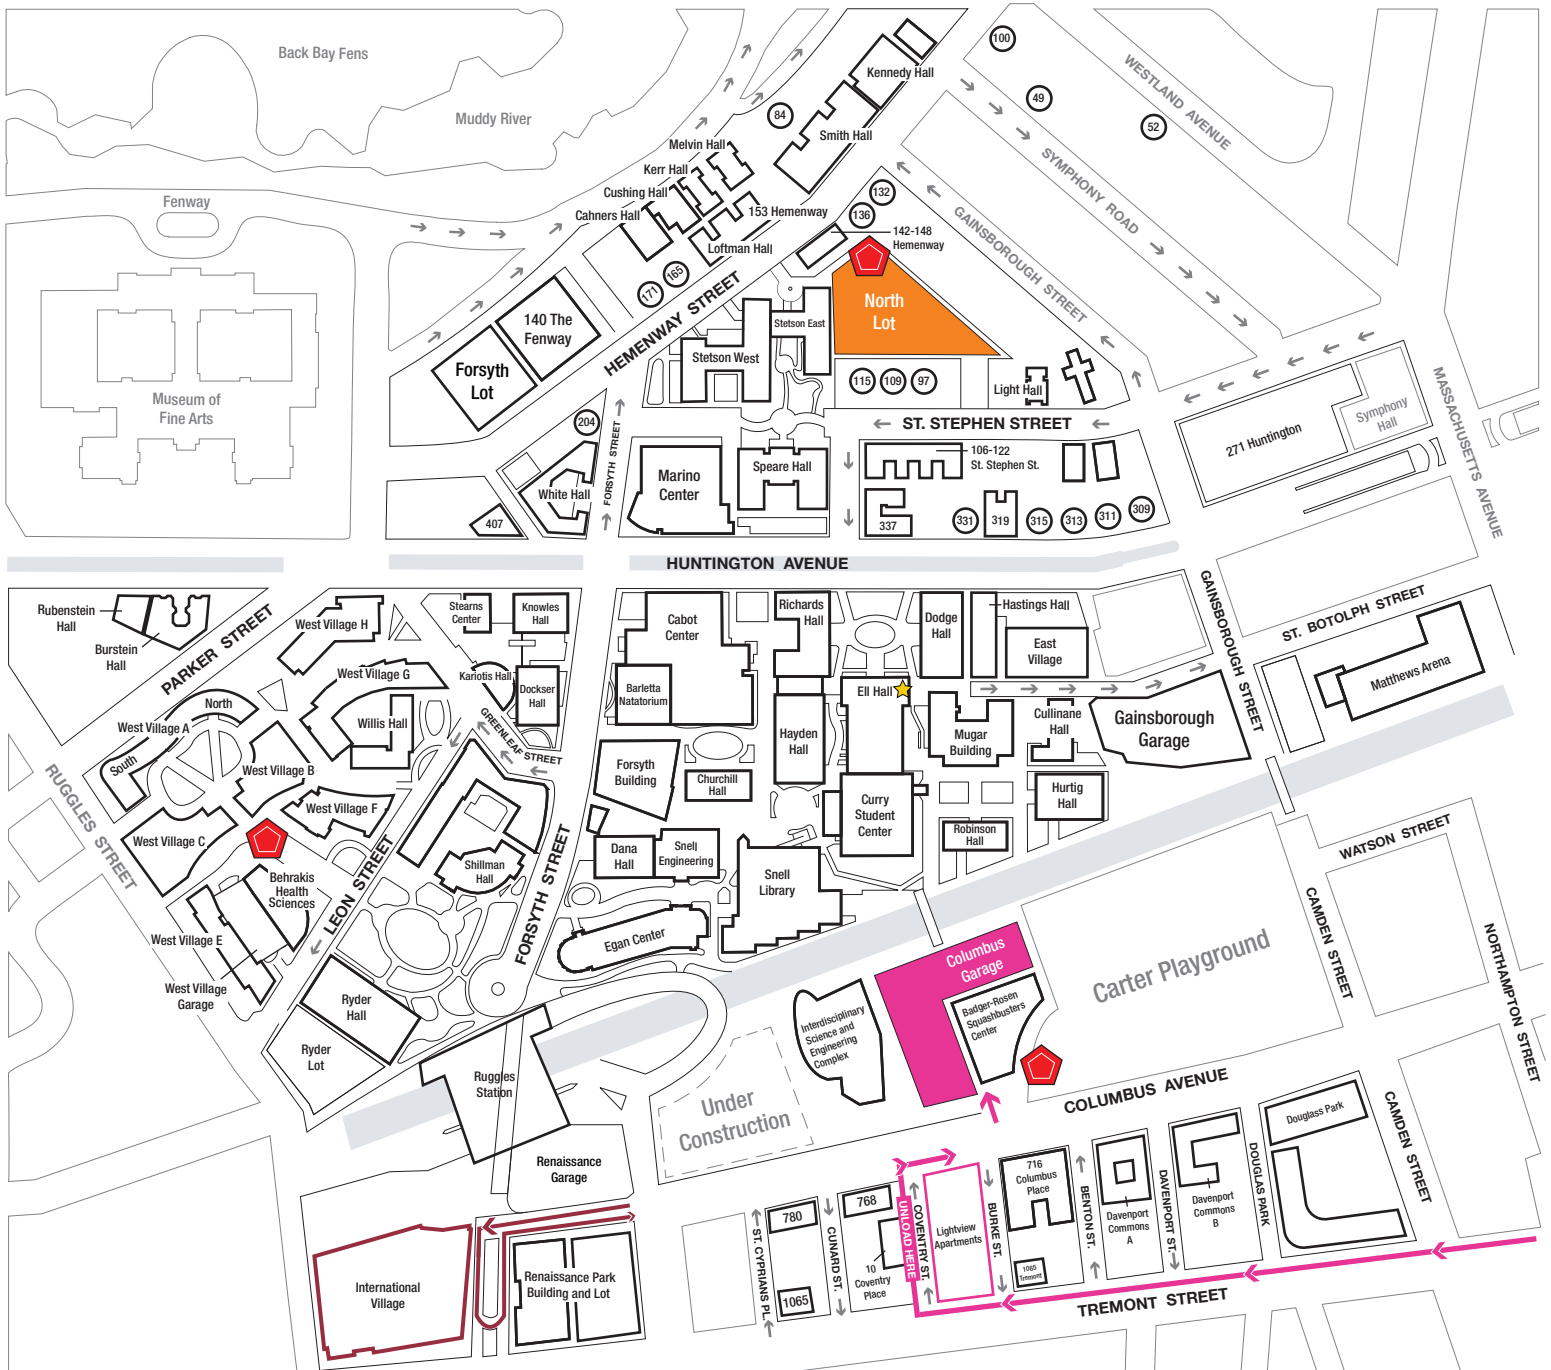 Back Bay Fens
Muddy River
Fenway
Museum of
Fine Arts
100
49
52
WESTLAND AVENUE
SYMPHONY ROAD
GAINSBOROUGH STREET
MASSACHUSETTS AVENUE
Kennedy Hall
84
Smith Hall
Melvin Hall
Kerr Hall
Cushing Hall
Cahners Hall
153 Hemenway
Loftman Hall
132
136
142-148
Hemenway
165
171
HEMENWAY STREET
140 The
Fenway
Forsyth
Lot
North
Lot
Stetson East
Stetson West
115
109
97
Light Hall
ST. STEPHEN STREET
271 Huntington
Symphony
Hall
204
FORSYTH STREET
White Hall
407
Marino
Center
Speare Hall
106-122
St. Stephen St.
337
331
319
315
313
311
309
HUNTINGTON AVENUE
Rubenstein
Hall
Burstein
Hall
PARKER STREET
West Village H
Stearns
Center
Knowles
Hall
West Village G
Kariotis Hall
Dockser
Hall
North
West Village A
South
Willis Hall
GREENLEAF STREET
West Village B
West Village F
West Village C
RUGGLES STREET
Behrakis
Health
Sciences
West Village E
West Village
Garage
LEON STREET
Shillman
Hall
FORSYTH STREET
Ryder
Hall
Ryder
Lot
Cabot
Center
Barletta
Natatorium
Richards
Hall
Ell Hall
Dodge
Hall
Hastings Hall
East
Village
GAINSBOROUGH STREET
ST. BOTOLPH STREET
Matthews Arena
Hayden
Hall
Mugar
Building
Cullinane
Hall
Gainsborough
Garage
Forsyth
Building
Churchill
Hall
Curry
Student
Center
Hurtig
Hall
Robinson
Hall
Dana
Hall
Snell
Engineering
Snell
Library
Egan Center
WATSON STREET
CAMDEN STREET
NORTHAMPTON STREET
Columbus
Garage
Carter Playground
Badger-Rosen
Squashbusters
Center
Interdisciplinary
Science and
Engineering
Complex
Ruggles
Station
Under
Construction
COLUMBUS AVENUE
CAMDEN STREET
Renaissance
Garage
International
Village
Renaissance Park
Building and Lot
780
1065
ST. CYPRIANS PL.
CUNARD ST.
768
10
Coventry
Place
UNLOAD HERE
COVENTRY ST.
Lightview
Apartments
BURKE ST.
716
Columbus
Place
1065
Tremont
BENTON ST.
Davenport
Commons
A
DAVENPORT ST.
Davenport
Commons
B
DOUGLAS PARK
Douglass Park
TREMONT STREET